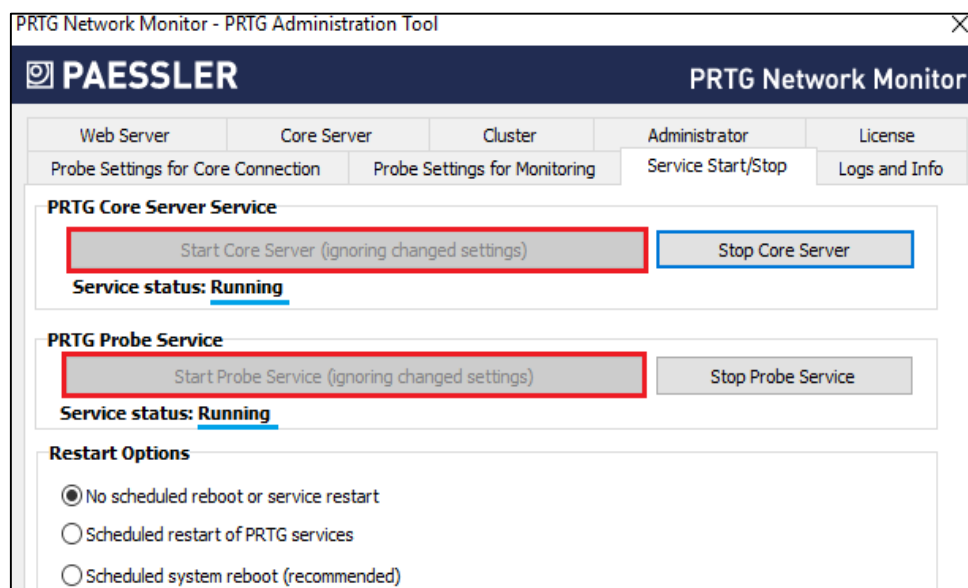 PRTG Network Monitor - PRTG Administration Tool
PAESSLER PRTG Network Monitor
Web Server Core Server Cluster Administrator License
Probe Settings for Core Connection Probe Settings for Monitoring Service Start/Stop Logs and Info
PRTG Core Server Service
Start Core Server (ignoring changed settings) Stop Core Server
Service status: Running
PRTG Probe Service
Start Probe Service (ignoring changed settings) Stop Probe Service
Service status: Running
Restart Options
No scheduled reboot or service restart
Scheduled restart of PRTG services
Scheduled system reboot (recommended)